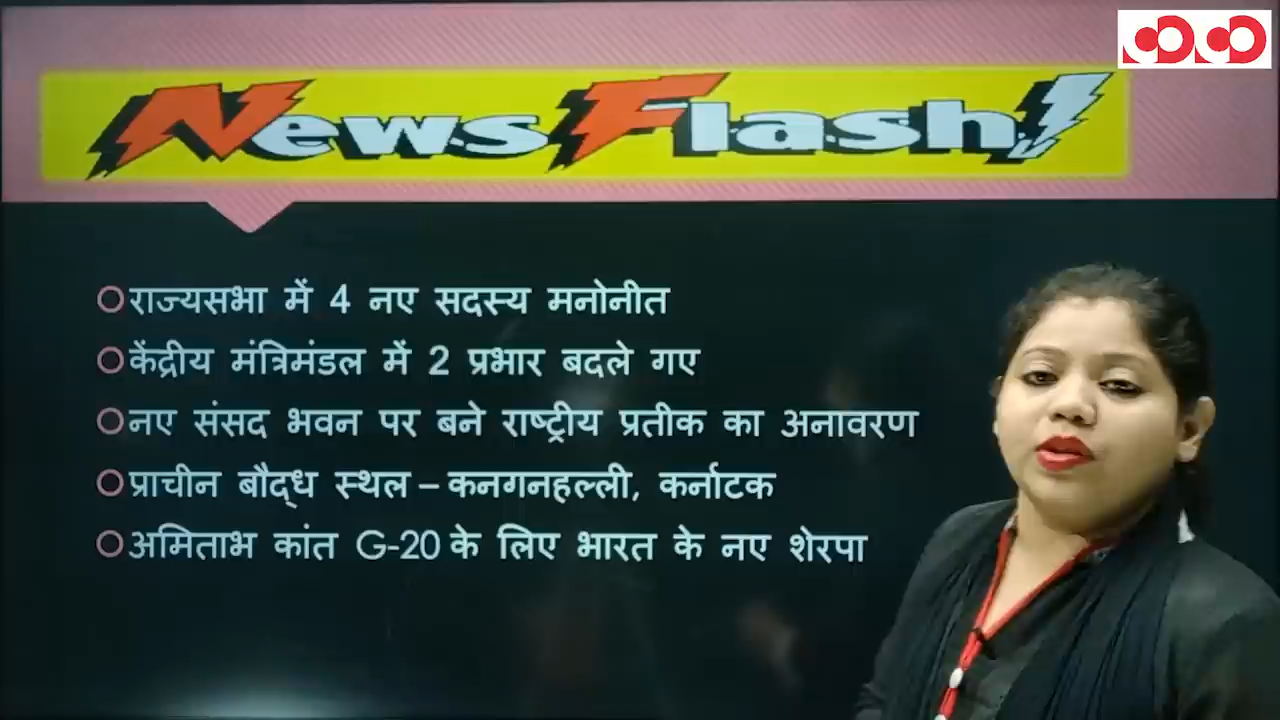 News Flash!
राज्यसभा में 4 नए सदस्य मनोनीत
केंद्रीय मंत्रिमंडल में 2 प्रभार बदले गए
नए संसद भवन पर बने राष्ट्रीय प्रतीक का अनावरण
प्राचीन बौद्ध स्थल – कनगनहल्ली, कर्नाटक
अमिताभ कांत G-20 के लिए भारत के नए शेरपा